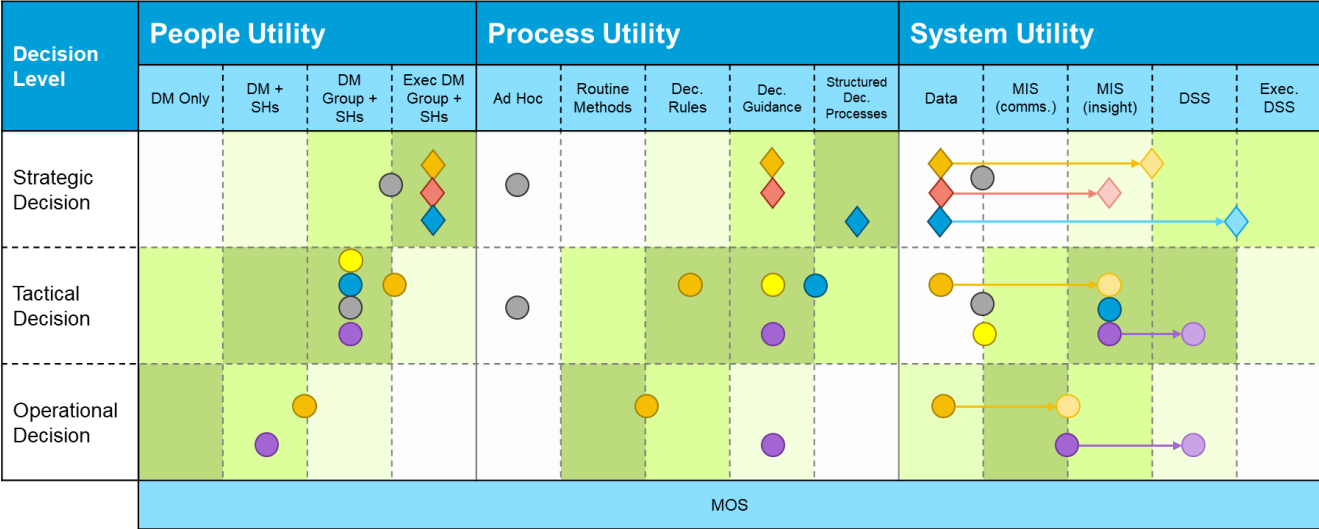 Decision
Level
People Utility
Process Utility
System Utility
DM Only
DM +
SHs
DM
Group +
SHs
Exec DM
Group +
SHs
Ad Hoc
Routine
Methods
Dec.
Rules
Dec.
Guidance
Structured
Dec.
Processes
Data
MIS
(comms.)
MIS
(insight)
DSS
Exec.
DSS
Strategic
Decision
Tactical
Decision
Operational
Decision
MOS